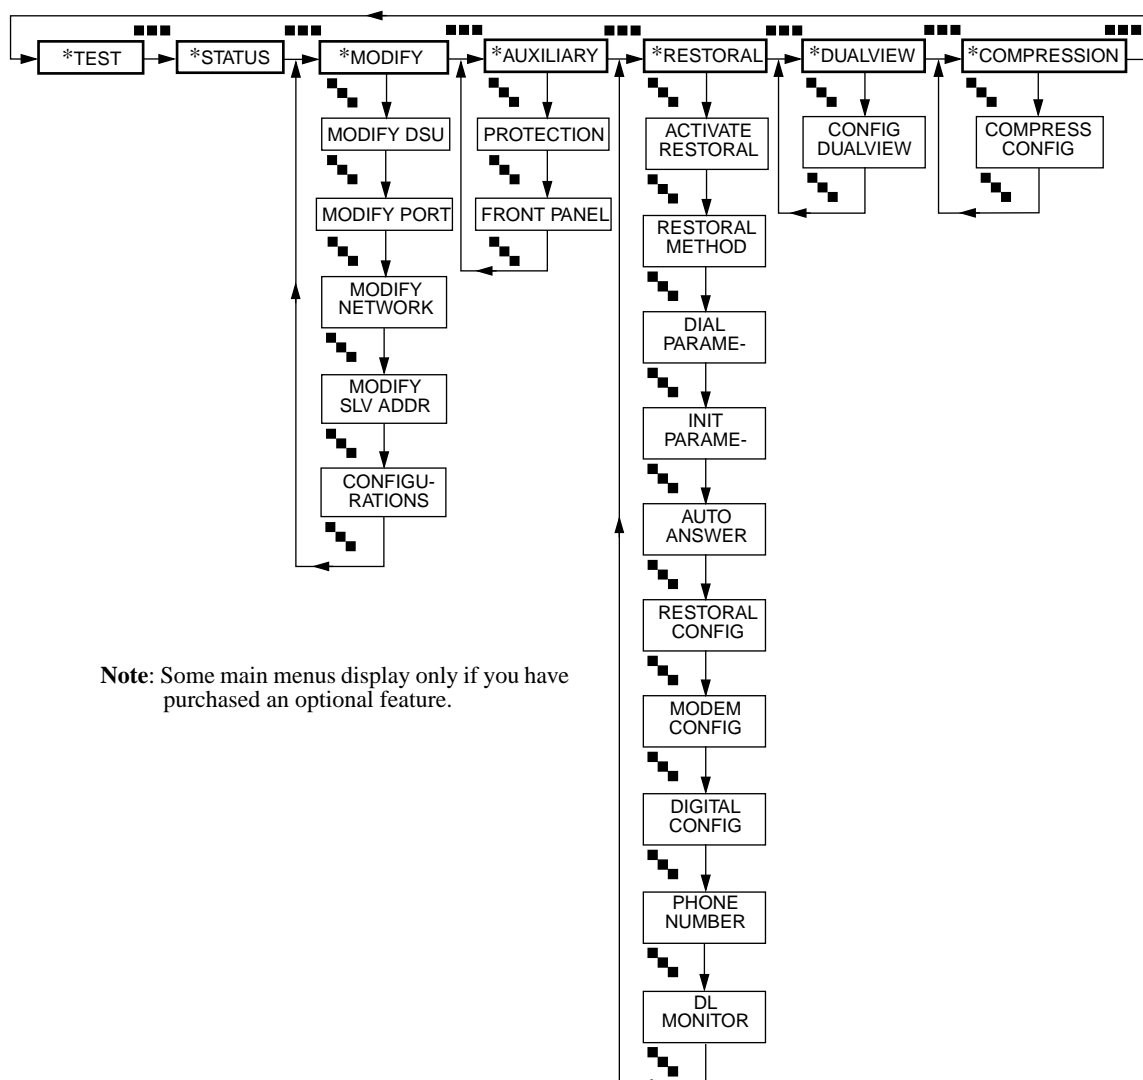 *TEST
*STATUS
*MODIFY
*AUXILIARY
*RESTORAL
*DUALVIEW
*COMPRESSION
MODIFY DSU
MODIFY PORT
MODIFY
NETWORK
MODIFY
SLV ADDR
CONFIGU-
RATIONS
PROTECTION
FRONT PANEL
ACTIVATE
RESTORAL
RESTORAL
METHOD
DIAL
PARAME-
INIT
PARAME-
AUTO
ANSWER
RESTORAL
CONFIG
MODEM
CONFIG
DIGITAL
CONFIG
PHONE
NUMBER
DL
MONITOR
CONFIG
DUALVIEW
COMPRESS
CONFIG
Note: Some main menus display only if you have
purchased an optional feature.